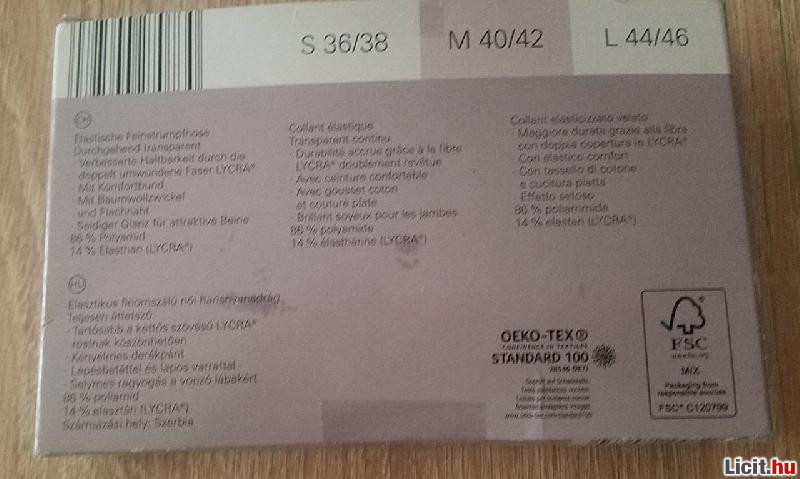 S 36/38
M 40/42
L 44/46
CH
Elastische Feinstrumpfhose
Durchgehend transparent
- Verbesserte Haltbarkeit durch die
doppelt umwundene Faser LYCRA®
- Mit Komfortbund
- Mit Baumwollzwickel
und Flachnaht
- Seidiger Glanz für attraktive Beine
86 % Polyamid
14 % Elasthan (LYCRA®)
Collant élastique
Transparent continu
- Durabilité accrue grâce à la fibre
LYCRA® doublement revêtue
- Avec ceinture confortable
- Avec gousset coton
et couture plate
- Brillant soyeux pour les jambes
86 % polyamide
14 % élasthanne (LYCRA®)
Collant elasticizzato velato
- Maggiore durata grazie alla fibra
con doppia copertura in LYCRA®
- Con elastico comfort
- Con tassello di cotone
e cucitura piatta
- Effetto setoso
86 % poliammide
14 % elastan (LYCRA®)
HU
Elasztikus finomszálú női harisnyanadrág
Teljesen áttetsző
- Tartósabb a kettős szövésű LYCRA®
rostnak köszönhetően
- Kényelmes derékpánt
- Lépésbetéttel és lapos varrattal
- Selymes ragyogás a vonzó lábakért
86 % poliamid
14 % elasztán (LYCRA®)
Származási hely: Szerbia
OEKO-TEX®
CONFIDENCE IN TEXTILES
STANDARD 100
FSC
www.fsc.org
MIX
Packaging from
responsible sources
FSC® C120799
Licit.hu